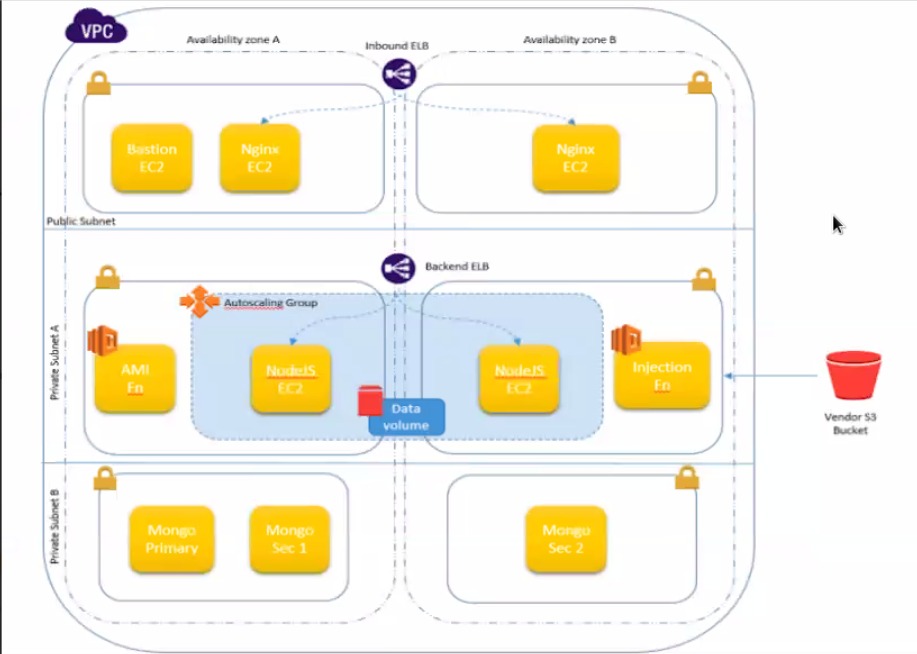 VPC
Availability zone A
Inbound ELB
Availability zone B
Bastion
EC2
Nginx
EC2
Nginx
EC2
Public Subnet
Backend ELB
Autoscaling Group
Private Subnet A
AMI
Fn
NodeJS
EC2
NodeJS
EC2
Injection
Fn
Data
volume
Vendor S3
Bucket
Private Subnet B
Mongo
Primary
Mongo
Sec 1
Mongo
Sec 2